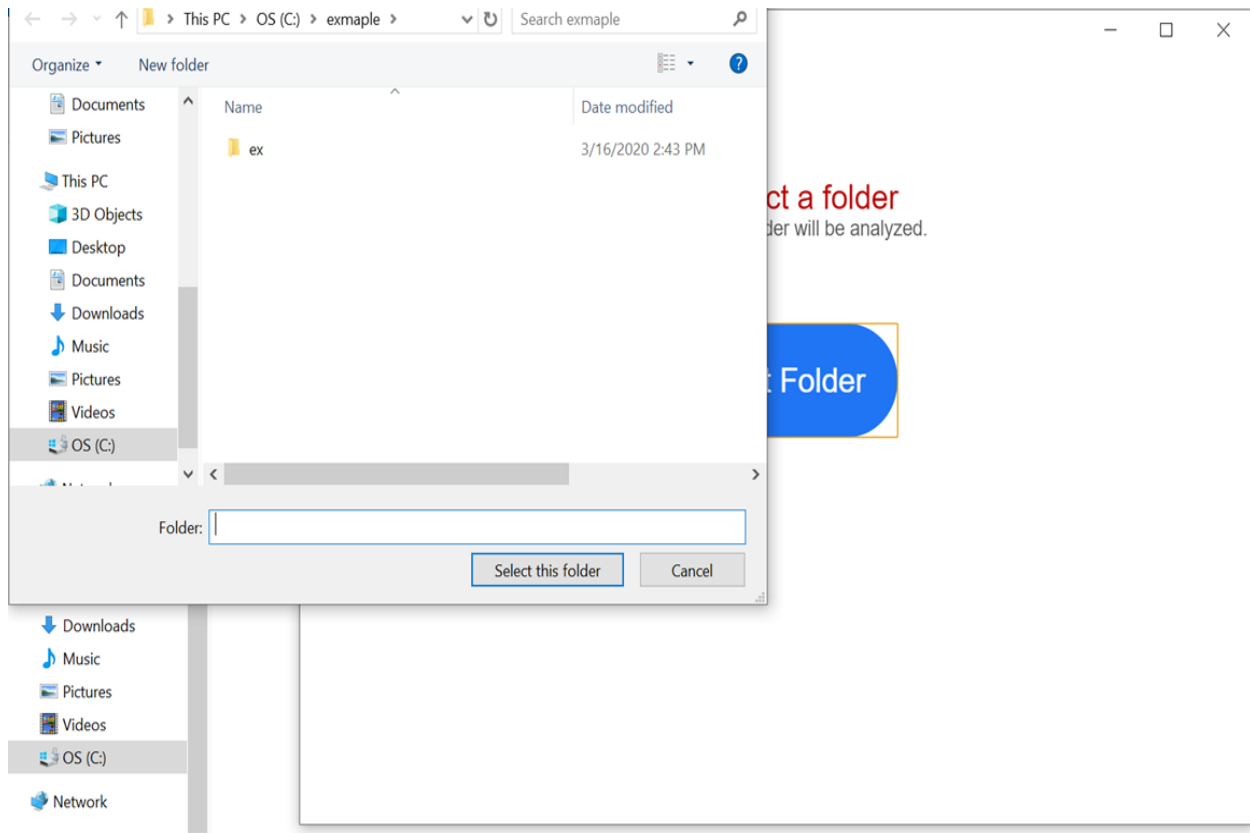 This PC > OS (C:) > exmaple >
Search exmaple
Organize
New folder
Documents
Pictures
This PC
3D Objects
Desktop
Documents
Downloads
Music
Pictures
Videos
OS (C:)
Name
Date modified
ex
3/16/2020 2:43 PM
Folder:
Select this folder
Cancel
ct a folder
der will be analyzed.
t Folder
Downloads
Music
Pictures
Videos
OS (C:)
Network